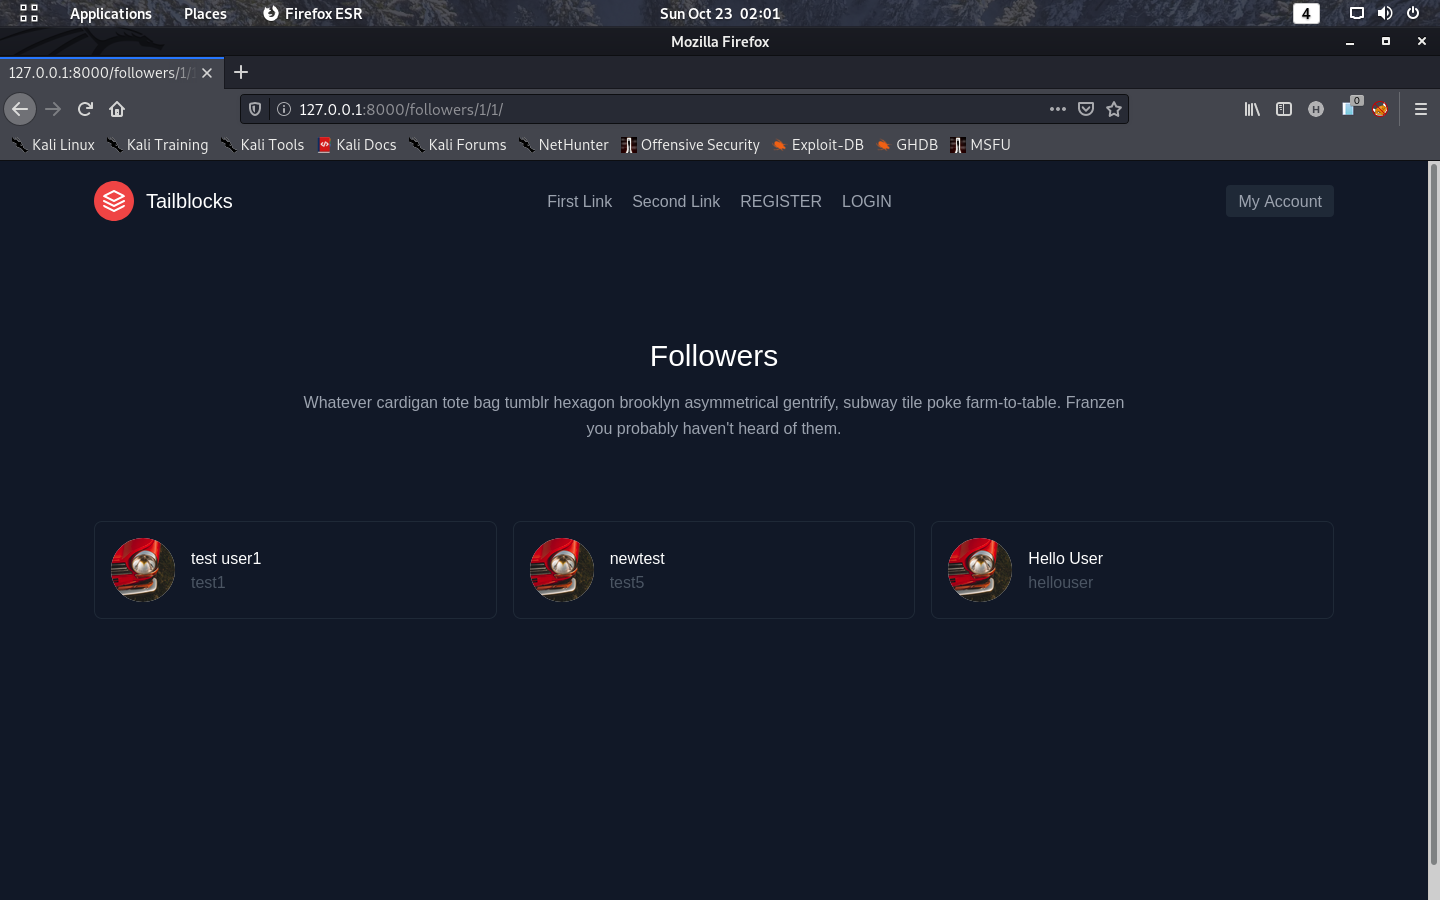 Applications Places Firefox ESR Sun Oct 23 02:01 4
Mozilla Firefox
127.0.0.1:8000/followers/1/1
127.0.0.1:8000/followers/1/1/ H 0
Kali Linux Kali Training Kali Tools Kali Docs Kali Forums NetHunter Offensive Security Exploit-DB GHDB MSFU
Tailblocks First Link Second Link REGISTER LOGIN My Account
Followers
Whatever cardigan tote bag tumblr hexagon brooklyn asymmetrical gentrify, subway tile poke farm-to-table. Franzen
you probably haven't heard of them.
test user1
test1
newtest
test5
Hello User
hellouser